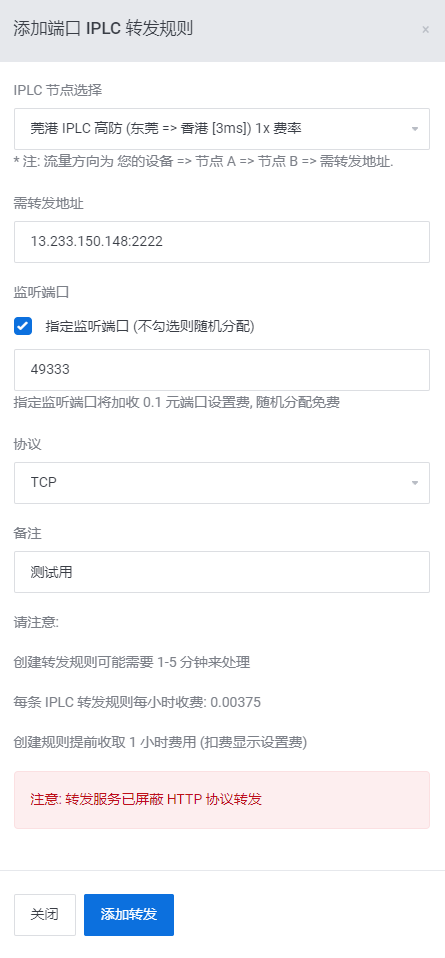 添加端口 IPLC 转发规则
×
IPLC 节点选择
莞港 IPLC 高防 (东莞 => 香港 [3ms]) 1x 费率
* 注: 流量方向为 您的设备 => 节点 A => 节点 B => 需转发地址.
需转发地址
13.233.150.148:2222
监听端口
指定监听端口 (不勾选则随机分配)
49333
指定监听端口将加收 0.1 元端口设置费, 随机分配免费
协议
TCP
备注
测试用
请注意:
创建转发规则可能需要 1-5 分钟来处理
每条 IPLC 转发规则每小时收费: 0.00375
创建规则提前收取 1 小时费用 (扣费显示设置费)
注意: 转发服务已屏蔽 HTTP 协议转发
关闭
添加转发